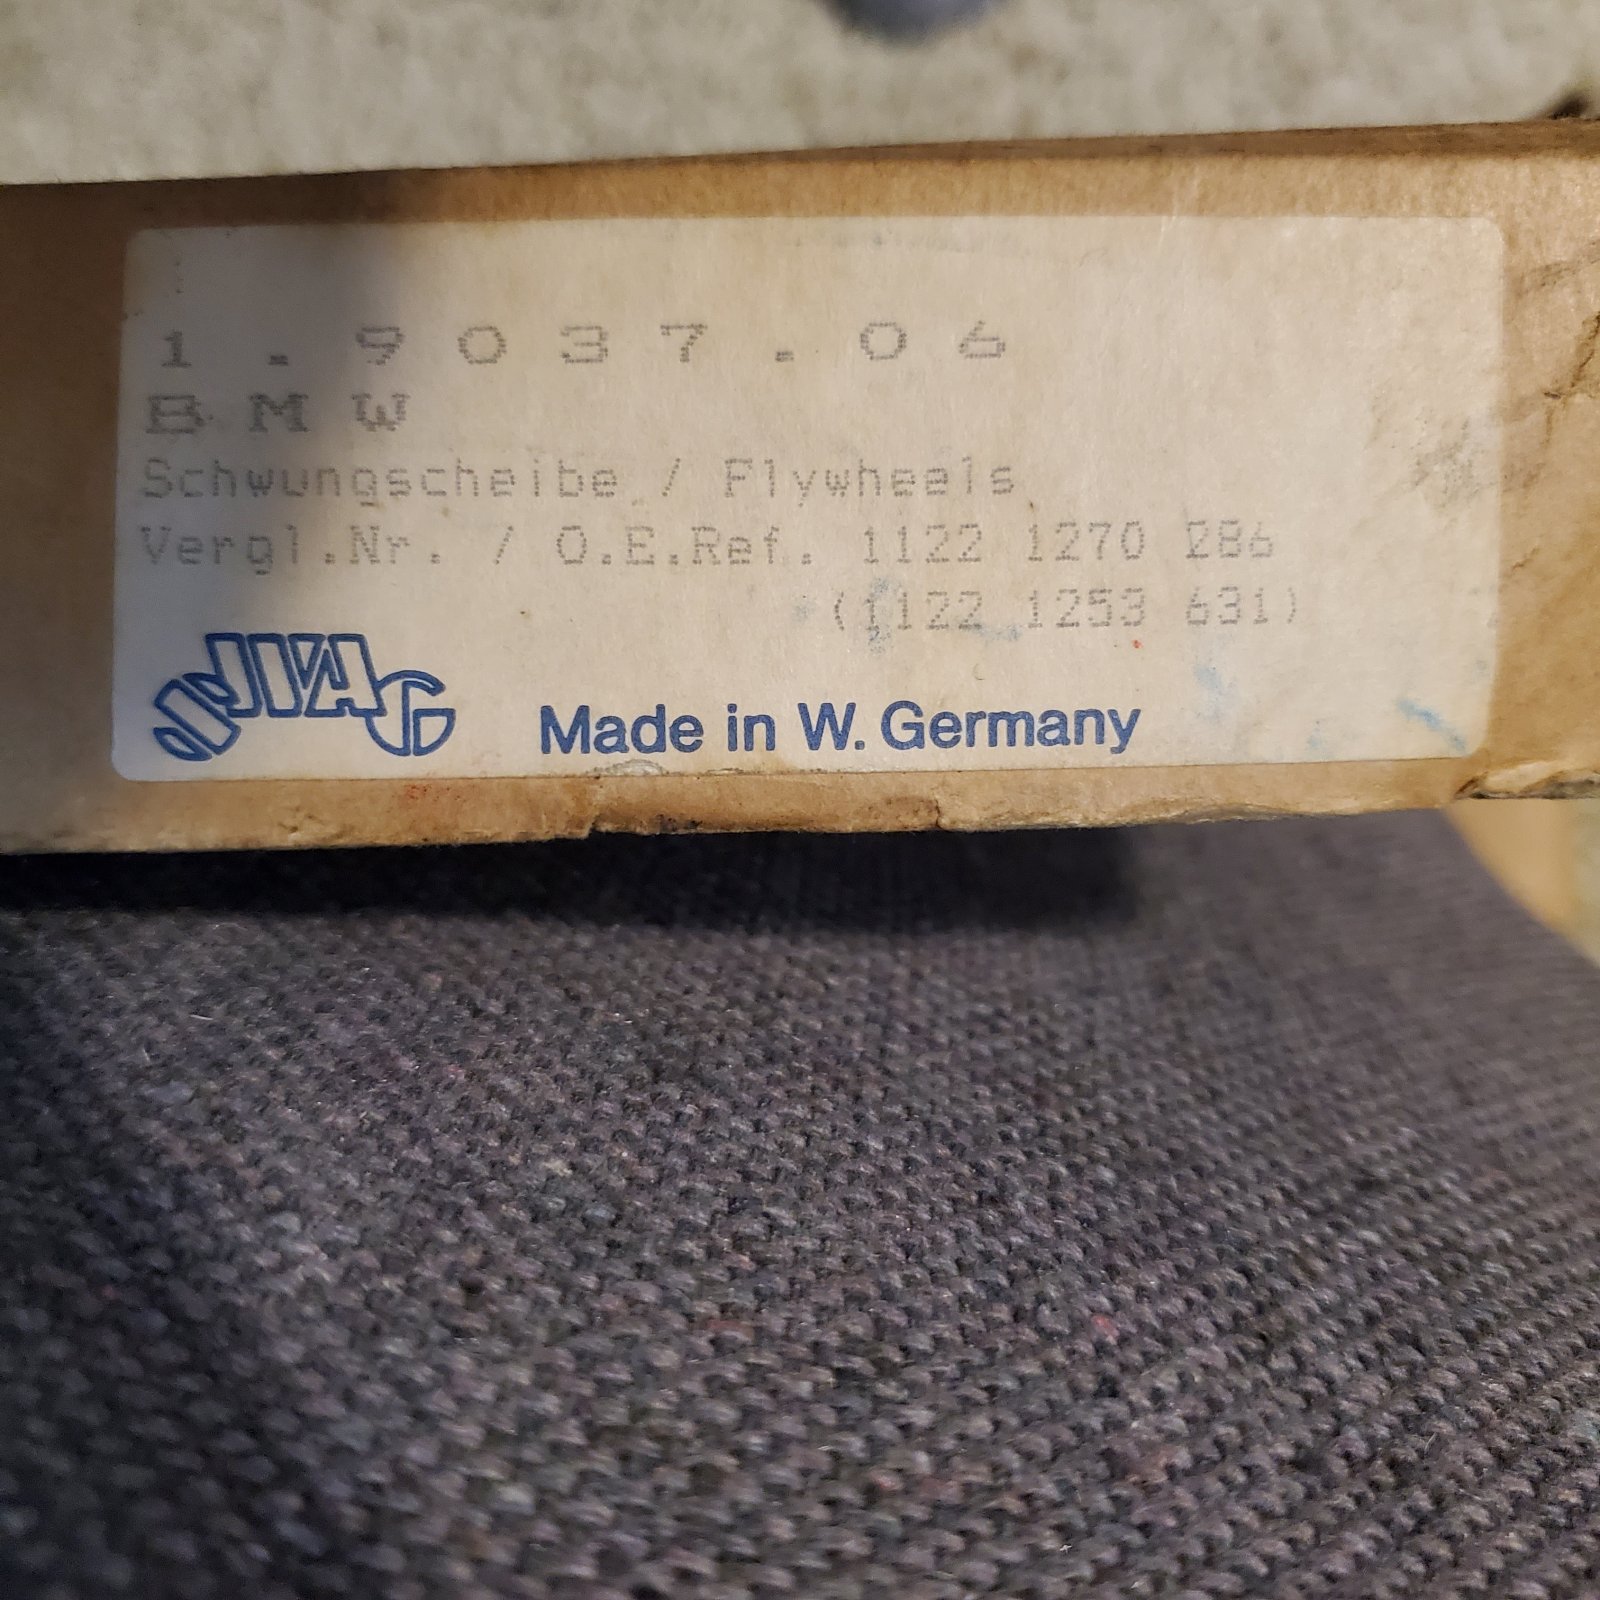 1.9037.06
BMW
Schwungscheibe / Flywheels
Vergl.Nr. / O.E.Ref. 1122 1270 286
(1122 1253 631)
Made in W. Germany